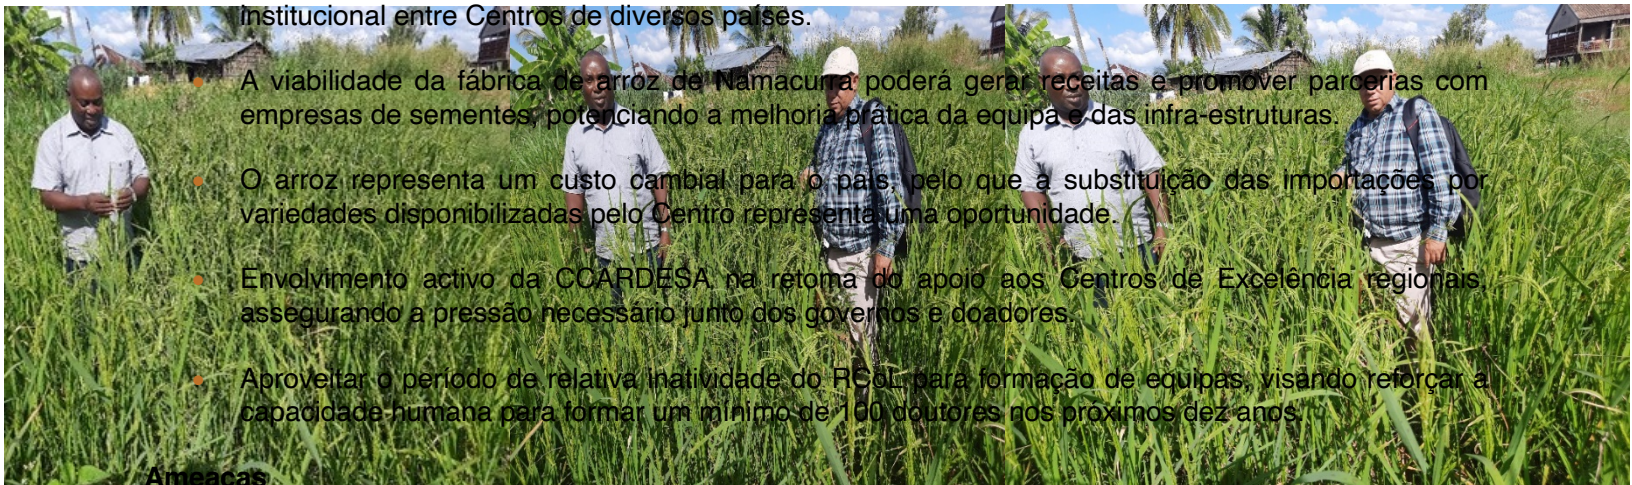 institucional entre Centros de diversos países.
• A viabilidade da fábrica de arroz de Namacurra poderá gerar receitas e promover parcerias com
empresas de sementes, potenciando a melhoria prática da equipa e das infra-estruturas.
• O arroz representa um custo cambial para o país, pelo que a substituição das importações por
variedades disponibilizadas pelo Centro representa uma oportunidade.
• Envolvimento activo da CCARDESA na retoma do apoio aos Centros de Excelência regionais,
assegurando a pressão necessário junto dos governos e doadores.
• Aproveitar o período de relativa inatividade do RCoL para formação de equipas, visando reforçar a
capacidade humana para formar um mínimo de 100 doutores nos próximos dez anos.
Ameaças